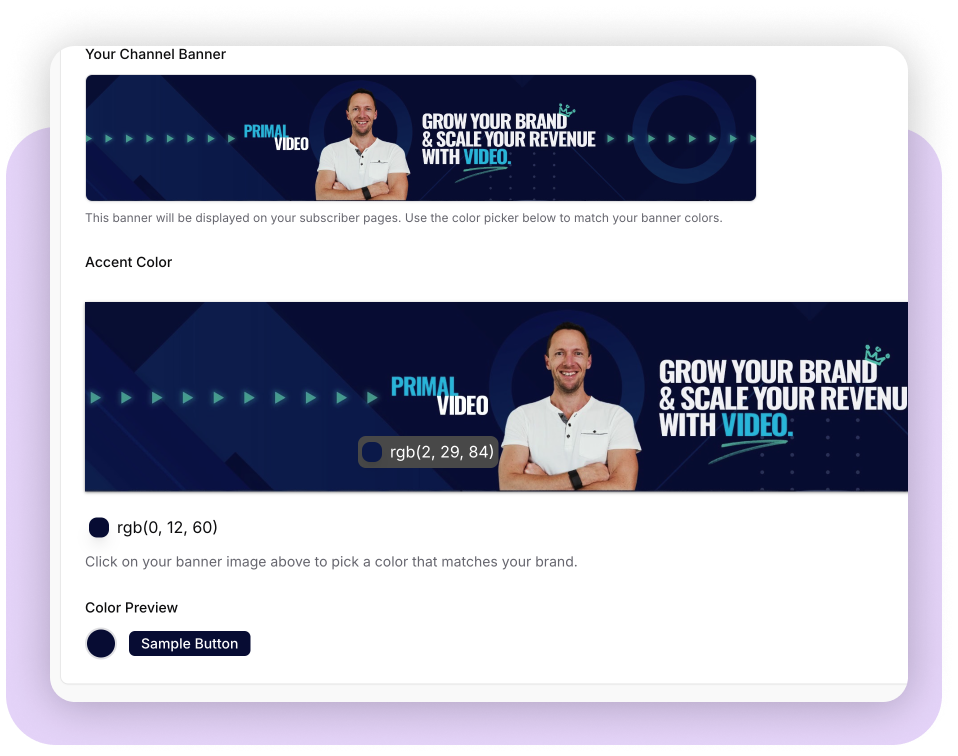 Your Channel Banner
PRIMAL
VIDEO
GROW YOUR BRAND
& SCALE YOUR REVENUE
WITH VIDEO.
This banner will be displayed on your subscriber pages. Use the color picker below to match your banner colors.
Accent Color
PRIMAL
VIDEO
GROW YOUR BRAND
& SCALE YOUR REVENU
WITH VIDEO.
rgb(2, 29, 84)
rgb(0, 12, 60)
Click on your banner image above to pick a color that matches your brand.
Color Preview
Sample Button